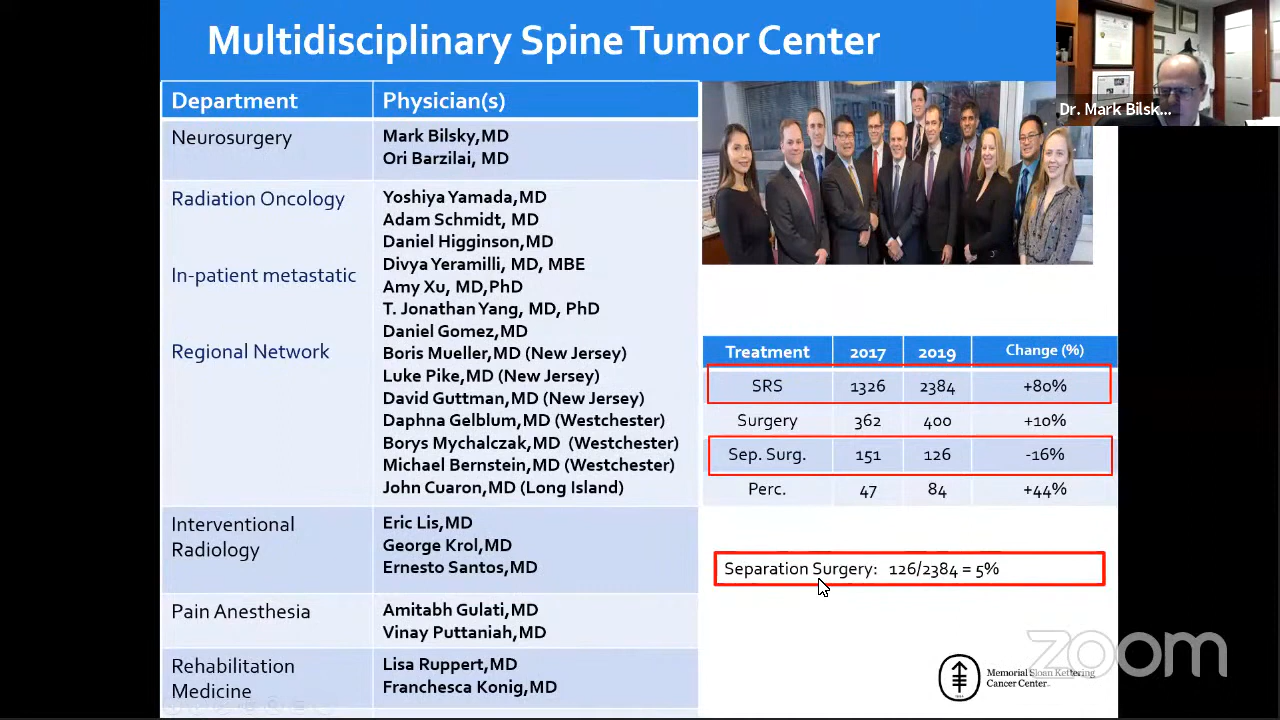 Multidisciplinary Spine Tumor Center
Dr. Mark Bilsk...
Department Physician(s)
Neurosurgery
Mark Bilsky,MD
Ori Barzilai, MD
Radiation Oncology
Yoshiya Yamada,MD
Adam Schmidt, MD
Daniel Higginson,MD
In-patient metastatic
Divya Yeramilli, MD, MBE
Amy Xu, MD,PhD
T. Jonathan Yang, MD, PhD
Daniel Gomez,MD
Regional Network
Boris Mueller,MD (New Jersey)
Luke Pike,MD (New Jersey)
David Guttman,MD (New Jersey)
Daphna Gelblum,MD (Westchester)
Borys Mychalczak,MD (Westchester)
Michael Bernstein,MD (Westchester)
John Cuaron,MD (Long Island)
Interventional
Radiology
Eric Lis,MD
George Krol,MD
Ernesto Santos,MD
Pain Anesthesia
Amitabh Gulati,MD
Vinay Puttaniah,MD
Rehabilitation
Medicine
Lisa Ruppert,MD
Franchesca Konig,MD
Treatment 2017 2019 Change (%)
SRS 1326 2384 +80%
Surgery 362 400 +10%
Sep. Surg. 151 126 -16%
Perc. 47 84 +44%
Separation Surgery: 126/2384 = 5%
zoom
Memorial Sloan Kettering
Cancer Center